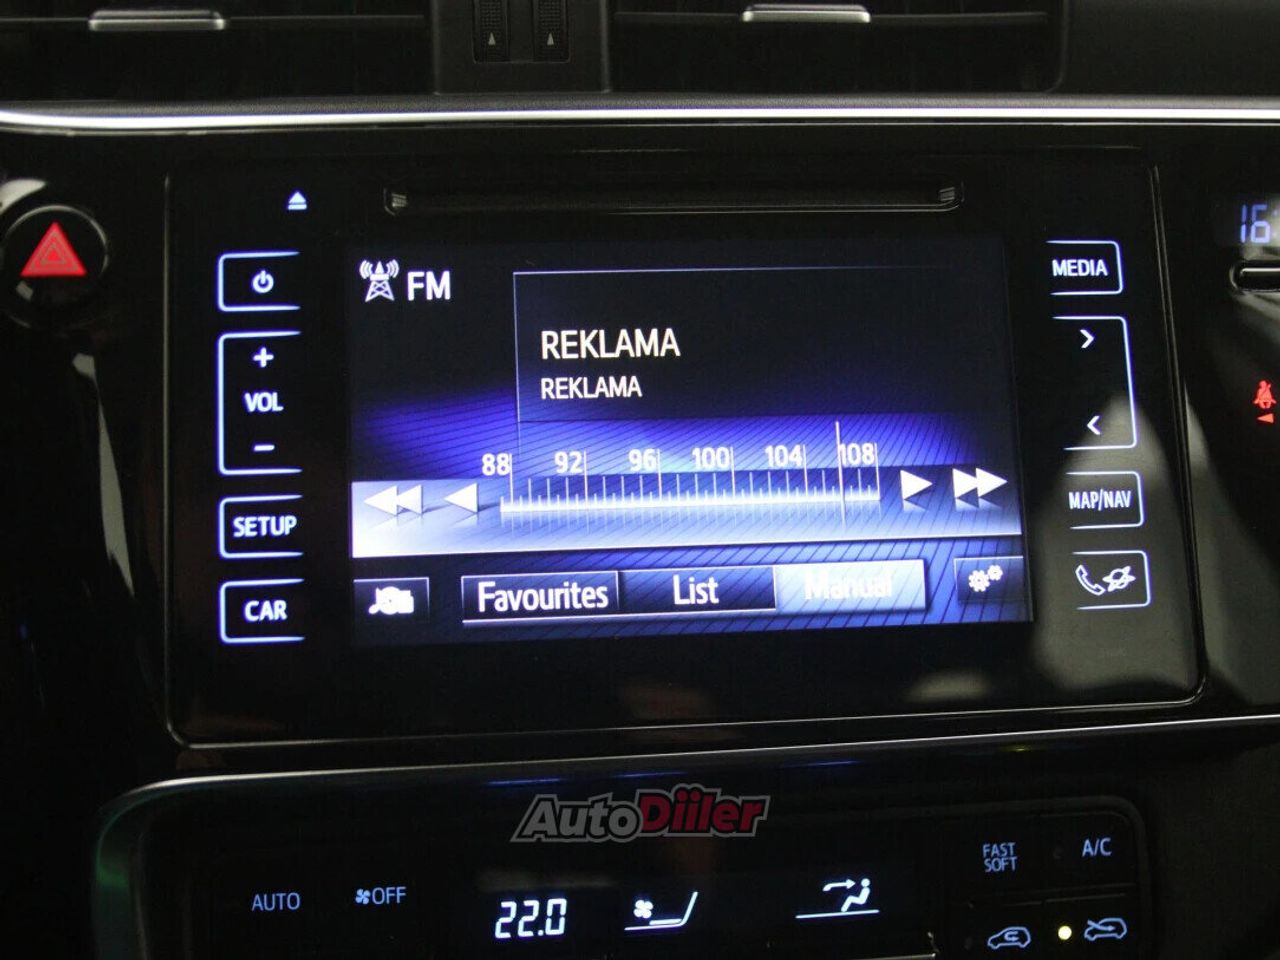 16
FM
MEDIA
REKLAMA
REKLAMA
+
VOL
-
88 92 96 100 104 108
MAP/NAV
SETUP
Favourites List Manual
CAR
AutoDiiler
FAST
SOFT
A/C
AUTO
OFF
22.0